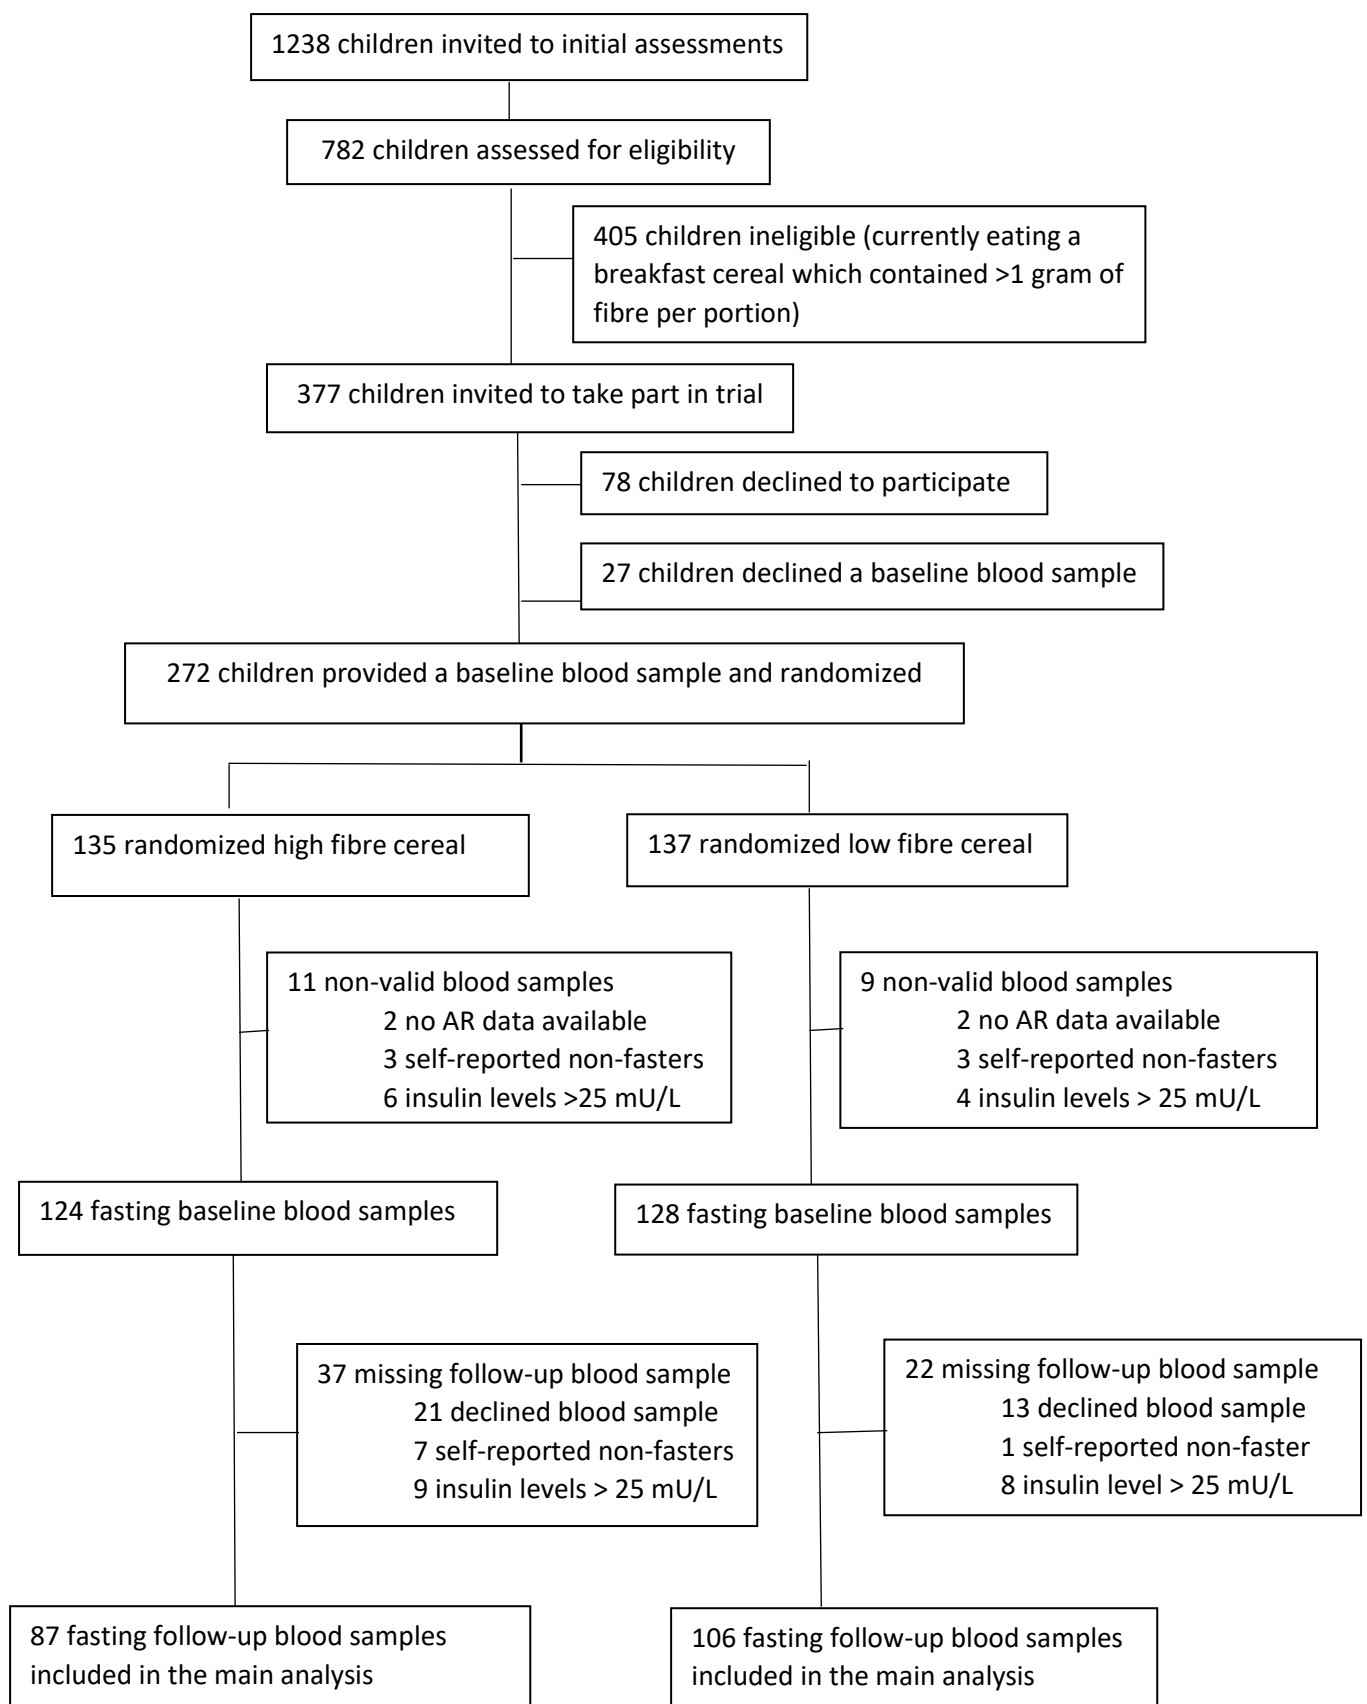 1238 children invited to initial assessments
782 children assessed for eligibility
405 children ineligible (currently eating a
breakfast cereal which contained >1 gram of
fibre per portion)
377 children invited to take part in trial
78 children declined to participate
27 children declined a baseline blood sample
272 children provided a baseline blood sample and randomized
135 randomized high fibre cereal
137 randomized low fibre cereal
11 non-valid blood samples
2 no AR data available
3 self-reported non-fasters
6 insulin levels >25 mU/L
9 non-valid blood samples
2 no AR data available
3 self-reported non-fasters
4 insulin levels > 25 mU/L
124 fasting baseline blood samples
128 fasting baseline blood samples
37 missing follow-up blood sample
21 declined blood sample
7 self-reported non-fasters
9 insulin levels > 25 mU/L
22 missing follow-up blood sample
13 declined blood sample
1 self-reported non-faster
8 insulin level > 25 mU/L
87 fasting follow-up blood samples
included in the main analysis
106 fasting follow-up blood samples
included in the main analysis